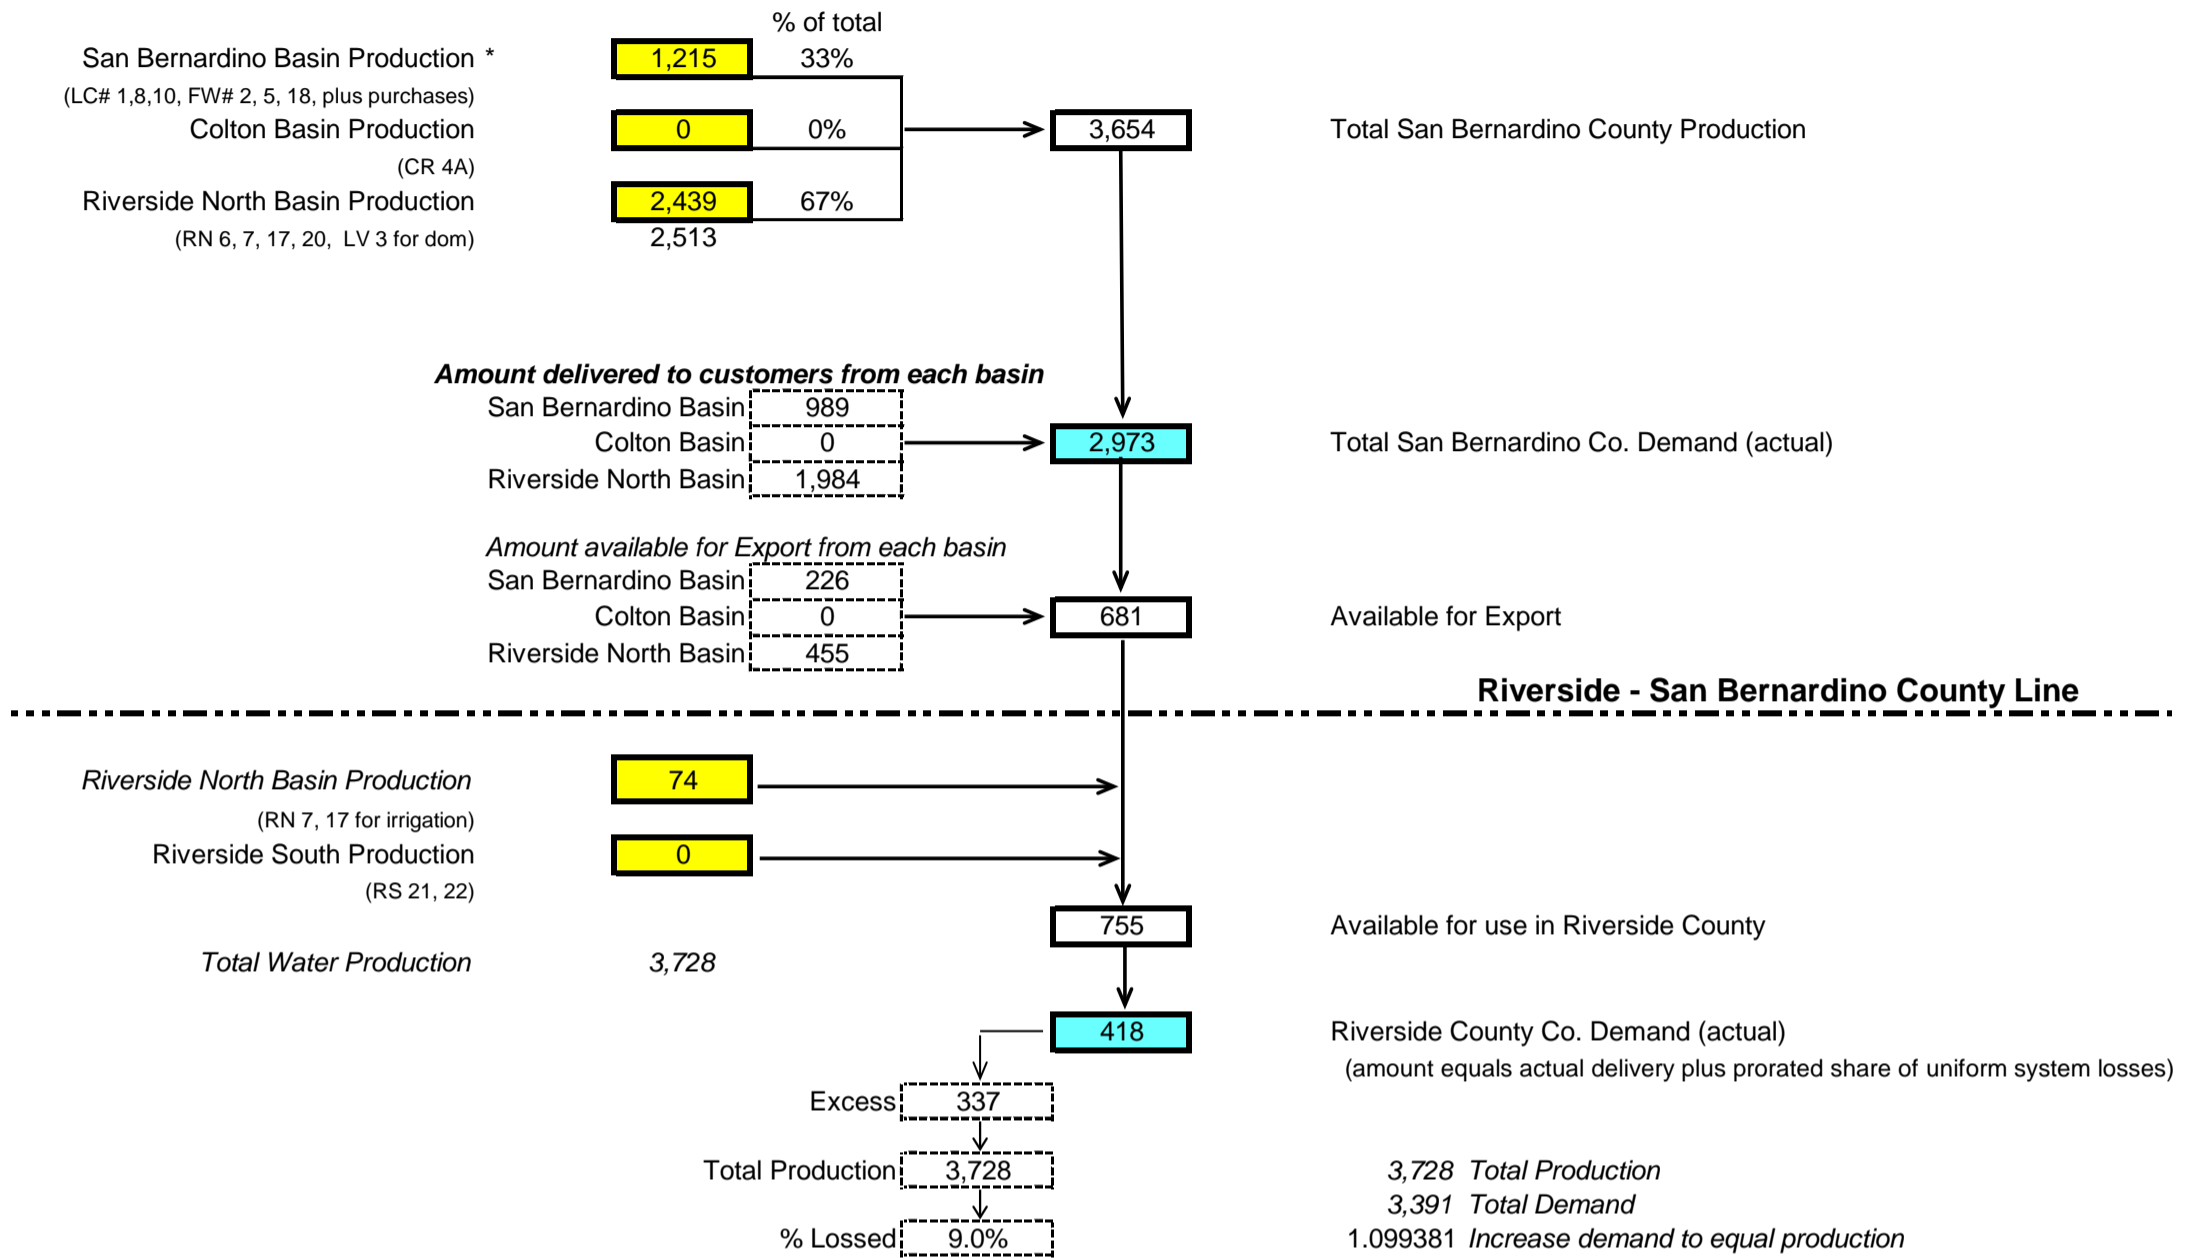 % of total
San Bernardino Basin Production * 1,215 33%
(LC# 1,8,10, FW# 2, 5, 18, plus purchases)
Colton Basin Production 0 0% 3,654 Total San Bernardino County Production
(CR 4A)
Riverside North Basin Production 2,439 67%
(RN 6, 7, 17, 20, LV 3 for dom) 2,513
Amount delivered to customers from each basin
San Bernardino Basin 989
Colton Basin 0 2,973 Total San Bernardino Co. Demand (actual)
Riverside North Basin 1,984
Amount available for Export from each basin
San Bernardino Basin 226
Colton Basin 0 681 Available for Export
Riverside North Basin 455
Riverside - San Bernardino County Line
Riverside North Basin Production 74
(RN 7, 17 for irrigation)
Riverside South Production 0
(RS 21, 22)
755 Available for use in Riverside County
Total Water Production 3,728
418 Riverside County Co. Demand (actual)
(amount equals actual delivery plus prorated share of uniform system losses)
Excess 337
Total Production 3,728 3,728 Total Production
3,391 Total Demand
% Lossed 9.0% 1.099381 Increase demand to equal production